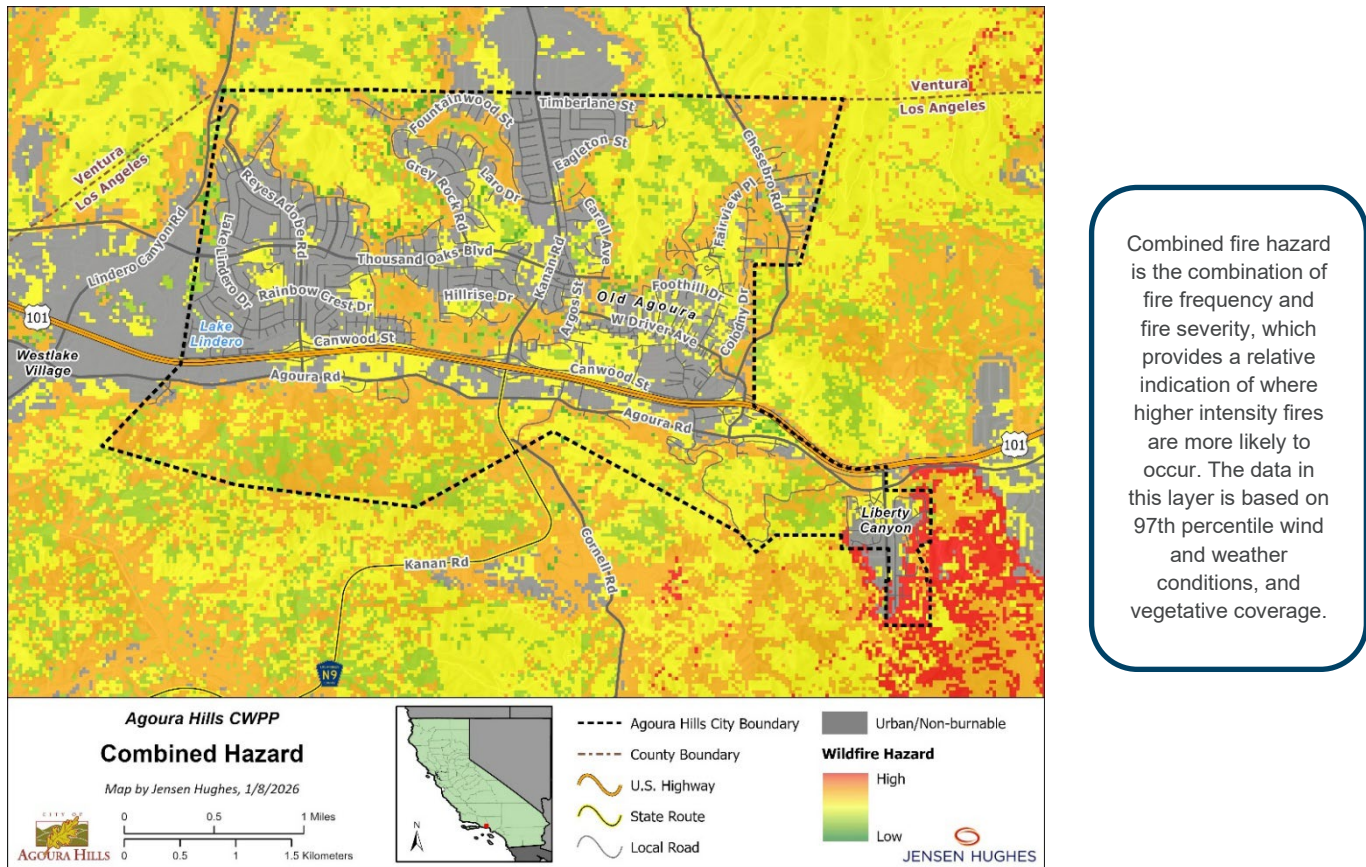 Ventura
Los Angeles
Ventura
Los Angeles
Timberlane St
Fountainwood St
Eagleton St
Chesebro Rd
Grey Rock Rd
Laro Dr
Reyes Adobe Rd
Fairview Pl
Carell Ave
Lindero Canyon Rd
Lake Lindero Dr
Thousand Oaks Blvd
Kanan Rd
Foothill Dr
Old Agoura
Rainbow Crest Dr
Hillrise Dr
Argos St
W Driver Ave
Colodny Dr
101
Lake
Lindero
Canwood St
Westlake
Village
Agoura Rd
Canwood St
Agoura Rd
101
Liberty
Canyon
Kanan Rd
Cornell Rd
N9
Agoura Hills CWPP
Combined Hazard
Map by Jensen Hughes, 1/8/2026
CITY OF
AGOURA HILLS
0 0.5 1 Miles
0 0.5 1 1.5 Kilometers
N
Agoura Hills City Boundary
County Boundary
U.S. Highway
State Route
Local Road
Urban/Non-burnable
Wildfire Hazard
High
Low
JENSEN HUGHES
Combined fire hazard
is the combination of
fire frequency and
fire severity, which
provides a relative
indication of where
higher intensity fires
are more likely to
occur. The data in
this layer is based on
97th percentile wind
and weather
conditions, and
vegetative coverage.